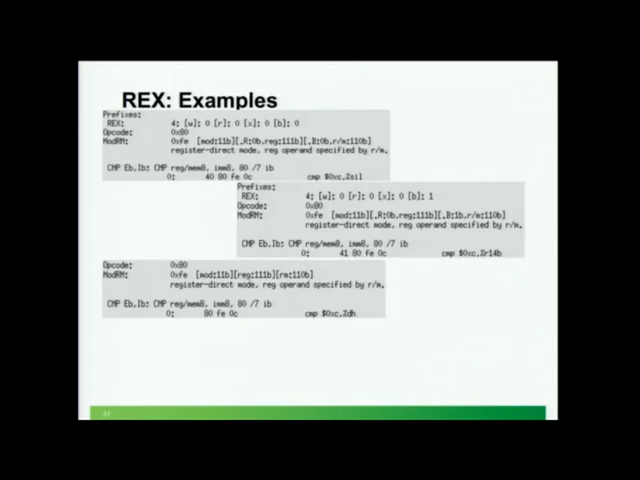 REX: Examples
Prefixes:
REX: 4: [w]: 0 [r]: 0 [x]: 0 [b]: 0
Opcode: 0x80
ModRM: 0xfe [mod:11b][.R:0b,reg:111b][.B:0b,r/m:110b]
register-direct mode, reg operand specified by r/m.
CMP Eb,Ib: CMP reg/mem8, imm8, 80 /7 ib
0: 40 80 fe 0c cmp $0xc,%sil
Prefixes:
REX: 4: [w]: 0 [r]: 0 [x]: 0 [b]: 1
Opcode: 0x80
ModRM: 0xfe [mod:11b][.R:0b,reg:111b][.B:1b,r/m:110b]
register-direct mode, reg operand specified by r/m.
CMP Eb,Ib: CMP reg/mem8, imm8, 80 /7 ib
0: 41 80 fe 0c cmp $0xc,%r14b
Opcode: 0x80
ModRM: 0xfe [mod:11b][reg:111b][rm:110b]
register-direct mode, reg operand specified by r/m.
CMP Eb,Ib: CMP reg/mem8, imm8, 80 /7 ib
0: 80 fe 0c cmp $0xc,%dh